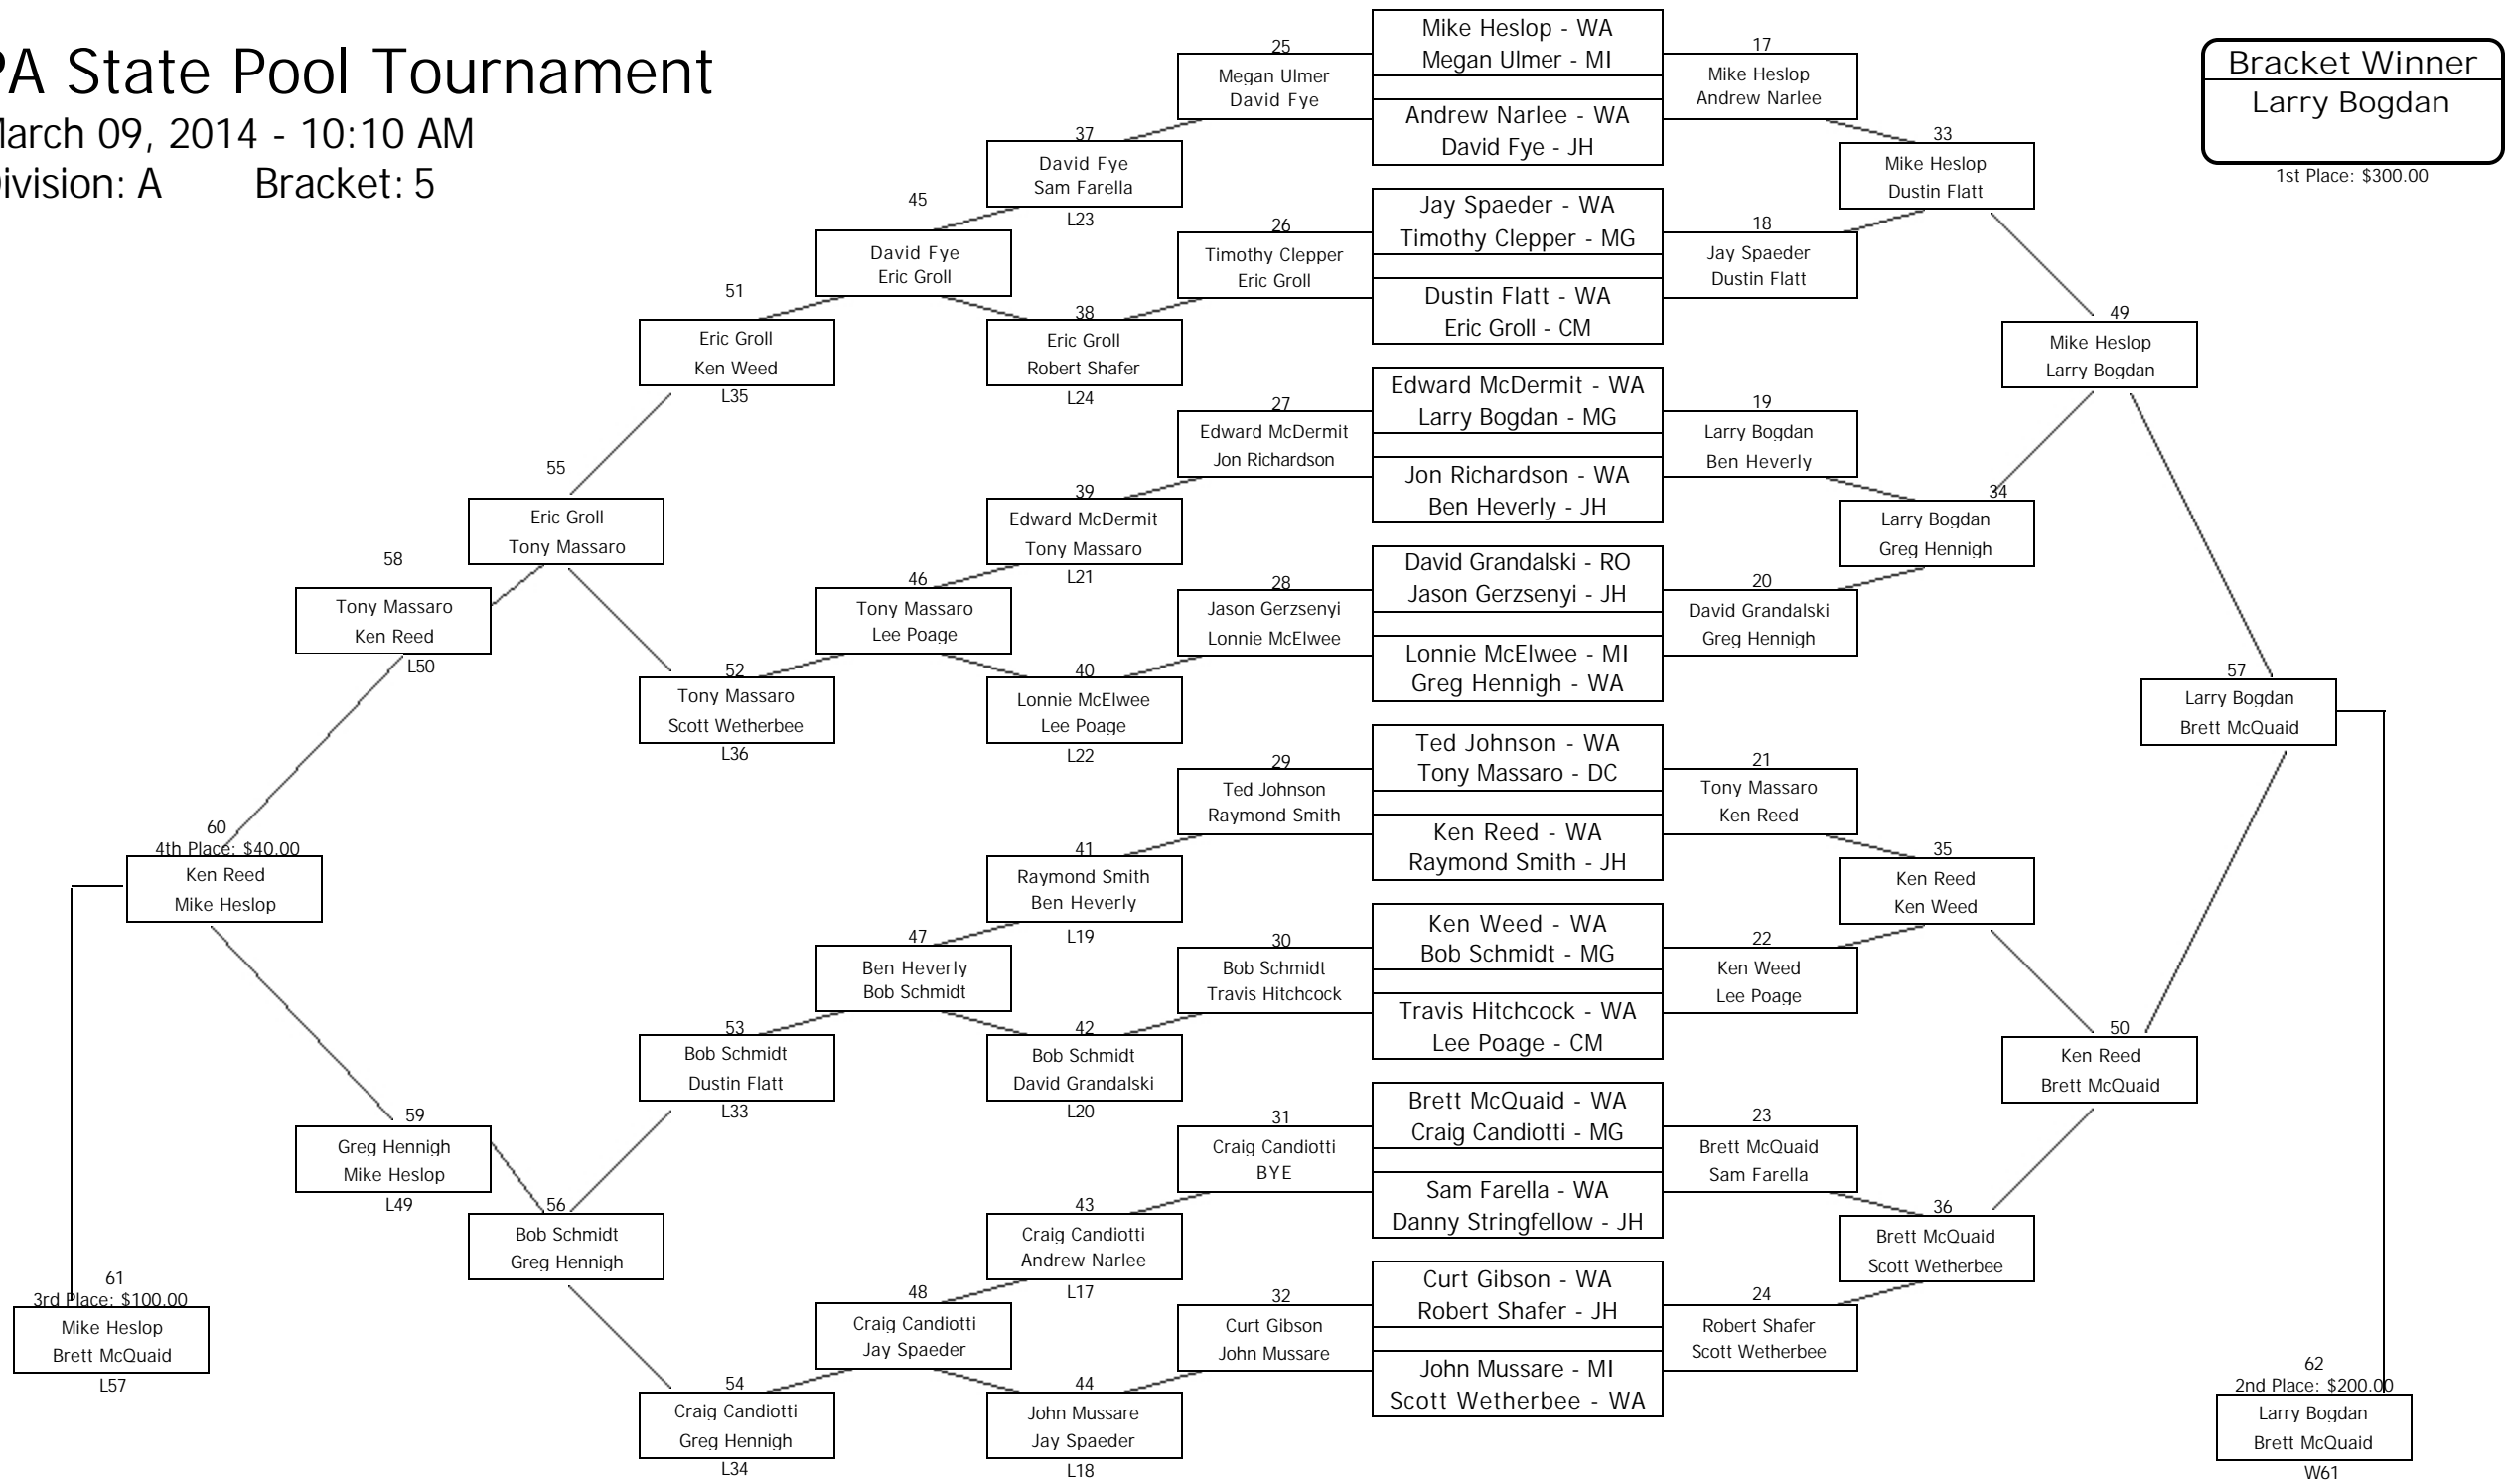 PA State Pool Tournament
March 09, 2014 - 10:10 AM
Division: A Bracket: 5
Bracket Winner
Larry Bogdan
1st Place: $300.00
60
4th Place: $40.00
Ken Reed
Mike Heslop
61
3rd Place: $100.00
Mike Heslop
Brett McQuaid
L57
58
Tony Massaro
Ken Reed
L50
59
Greg Hennigh
Mike Heslop
L49
55
Eric Groll
Tony Massaro
56
Bob Schmidt
Greg Hennigh
51
Eric Groll
Ken Weed
L35
52
Tony Massaro
Scott Wetherbee
L36
53
Bob Schmidt
Dustin Flatt
L33
54
Craig Candiotti
Greg Hennigh
L34
45
David Fye
Eric Groll
46
Tony Massaro
Lee Poage
47
Ben Heverly
Bob Schmidt
48
Craig Candiotti
Jay Spaeder
37
David Fye
Sam Farella
L23
38
Eric Groll
Robert Shafer
L24
39
Edward McDermit
Tony Massaro
L21
40
Lonnie McElwee
Lee Poage
L22
41
Raymond Smith
Ben Heverly
L19
42
Bob Schmidt
David Grandalski
L20
43
Craig Candiotti
Andrew Narlee
L17
44
John Mussare
Jay Spaeder
L18
25
Megan Ulmer
David Fye
26
Timothy Clepper
Eric Groll
27
Edward McDermit
Jon Richardson
28
Jason Gerzsenyi
Lonnie McElwee
29
Ted Johnson
Raymond Smith
30
Bob Schmidt
Travis Hitchcock
31
Craig Candiotti
BYE
32
Curt Gibson
John Mussare
Mike Heslop - WA
Megan Ulmer - MI
Andrew Narlee - WA
David Fye - JH
Jay Spaeder - WA
Timothy Clepper - MG
Dustin Flatt - WA
Eric Groll - CM
Edward McDermit - WA
Larry Bogdan - MG
Jon Richardson - WA
Ben Heverly - JH
David Grandalski - RO
Jason Gerzsenyi - JH
Lonnie McElwee - MI
Greg Hennigh - WA
Ted Johnson - WA
Tony Massaro - DC
Ken Reed - WA
Raymond Smith - JH
Ken Weed - WA
Bob Schmidt - MG
Travis Hitchcock - WA
Lee Poage - CM
Brett McQuaid - WA
Craig Candiotti - MG
Sam Farella - WA
Danny Stringfellow - JH
Curt Gibson - WA
Robert Shafer - JH
John Mussare - MI
Scott Wetherbee - WA
17
Mike Heslop
Andrew Narlee
18
Jay Spaeder
Dustin Flatt
19
Larry Bogdan
Ben Heverly
20
David Grandalski
Greg Hennigh
21
Tony Massaro
Ken Reed
22
Ken Weed
Lee Poage
23
Brett McQuaid
Sam Farella
24
Robert Shafer
Scott Wetherbee
33
Mike Heslop
Dustin Flatt
34
Larry Bogdan
Greg Hennigh
35
Ken Reed
Ken Weed
36
Brett McQuaid
Scott Wetherbee
49
Mike Heslop
Larry Bogdan
50
Ken Reed
Brett McQuaid
57
Larry Bogdan
Brett McQuaid
62
2nd Place: $200.00
Larry Bogdan
Brett McQuaid
W61